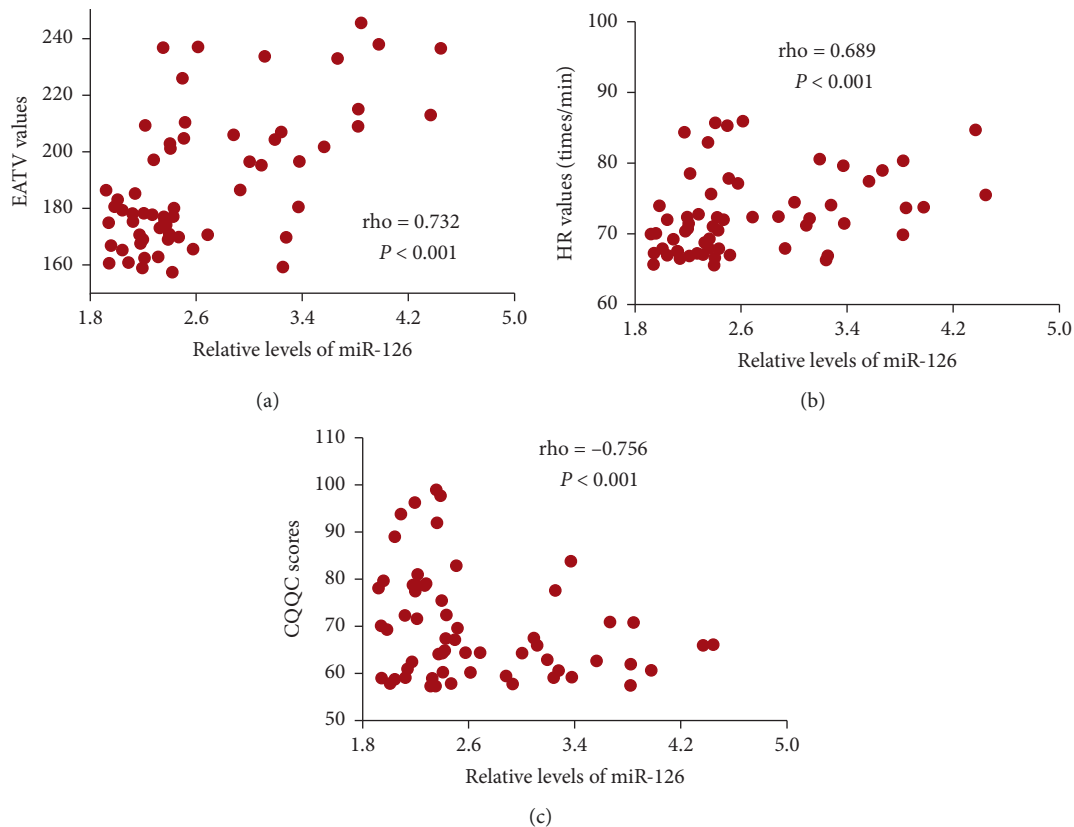 240
220
200
180
160
EATV values
rho = 0.732
P < 0.001
1.8 2.6 3.4 4.2 5.0
Relative levels of miR-126
(a)
100
90
80
70
60
HR values (times/min)
rho = 0.689
P < 0.001
1.8 2.6 3.4 4.2 5.0
Relative levels of miR-126
(b)
110
100
90
80
70
60
50
CQQC scores
rho = –0.756
P < 0.001
1.8 2.6 3.4 4.2 5.0
Relative levels of miR-126
(c)